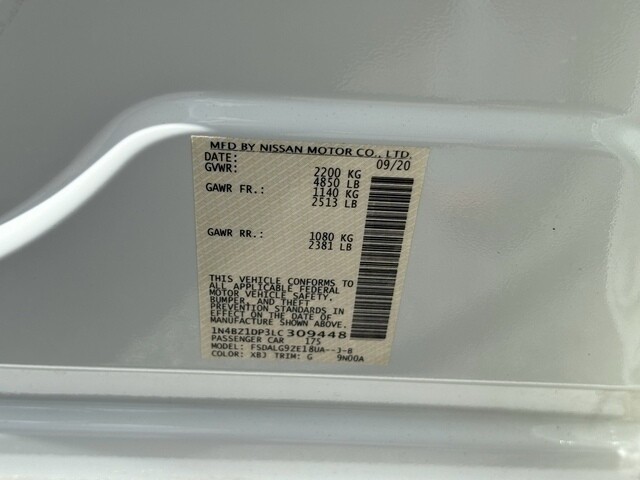 MFD BY NISSAN MOTOR CO., LTD.
DATE: 09/20
GVWR: 2200 KG
4850 LB
GAWR FR.: 1140 KG
2513 LB
GAWR RR.: 1080 KG
2381 LB
THIS VEHICLE CONFORMS TO
ALL APPLICABLE FEDERAL
MOTOR VEHICLE SAFETY,
BUMPER, AND THEFT
PREVENTION STANDARDS IN
EFFECT ON THE DATE OF
MANUFACTURE SHOWN ABOVE.
1N4BZ1DP3LC309448
PASSENGER CAR 175
MODEL: FSDALG9ZE18UA--J-B
COLOR: XBJ TRIM: G 9N00A